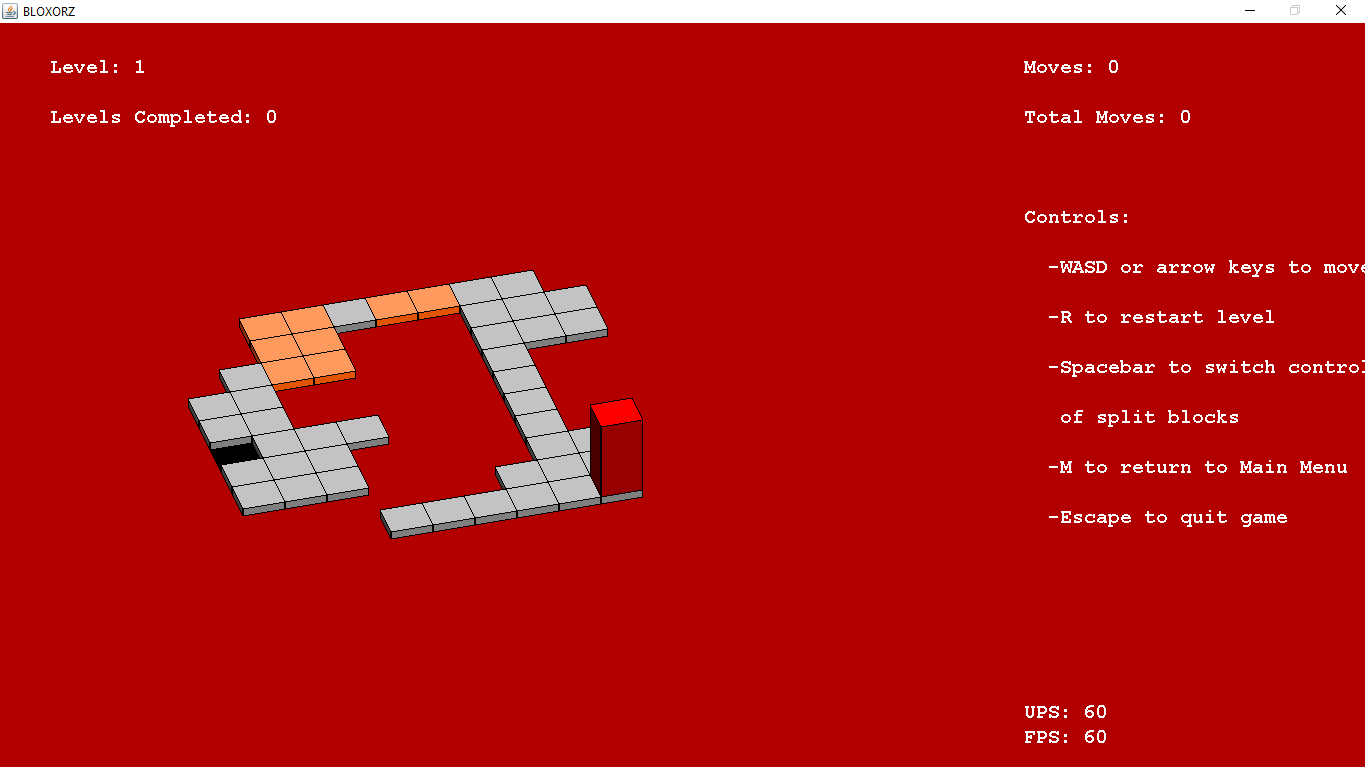 BLOXORZ
Level: 1
Moves: 0
Levels Completed: 0
Total Moves: 0
Controls:
-WASD or arrow keys to move
-R to restart level
-Spacebar to switch control
of split blocks
-M to return to Main Menu
-Escape to quit game
UPS: 60
FPS: 60